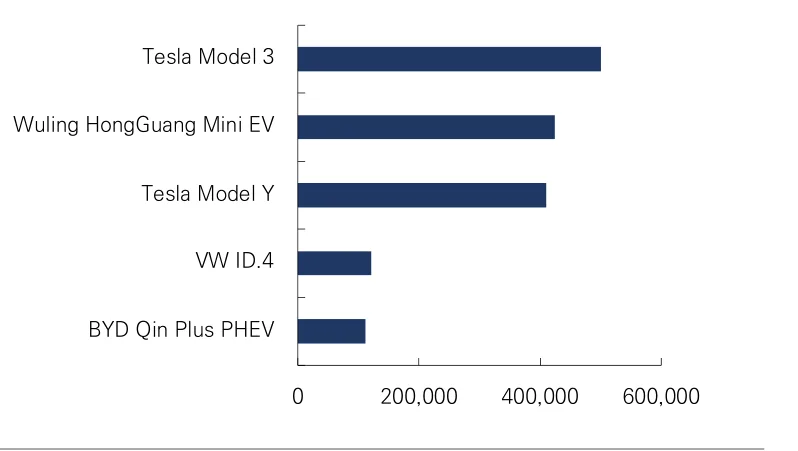 Tesla Model 3
Wuling HongGuang Mini EV
Tesla Model Y
VW ID.4
BYD Qin Plus PHEV
0 200,000 400,000 600,000